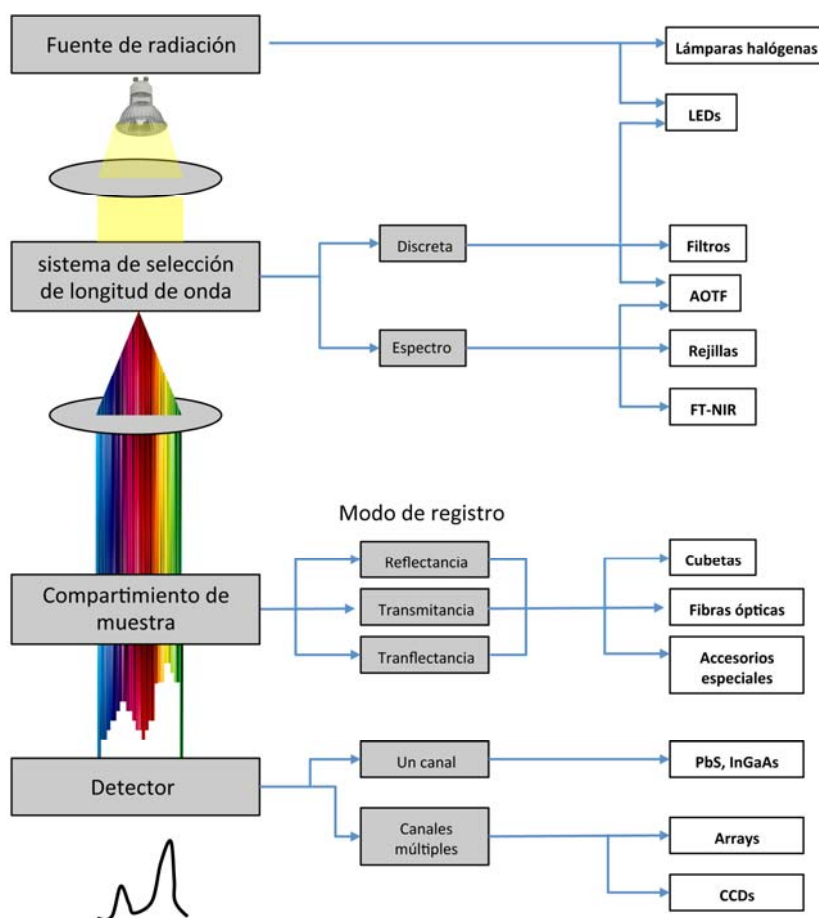 Fuente de radiación
Lámparas halógenas
LEDs
sistema de selección
de longitud de onda
Discreta
Filtros
AOTF
Espectro
Rejillas
FT-NIR
Modo de registro
Reflectancia
Cubetas
Compartimiento de
muestra
Transmitancia
Fibras ópticas
Tranflectancia
Accesorios
especiales
Un canal
PbS, InGaAs
Detector
Canales
múltiples
Arrays
CCDs